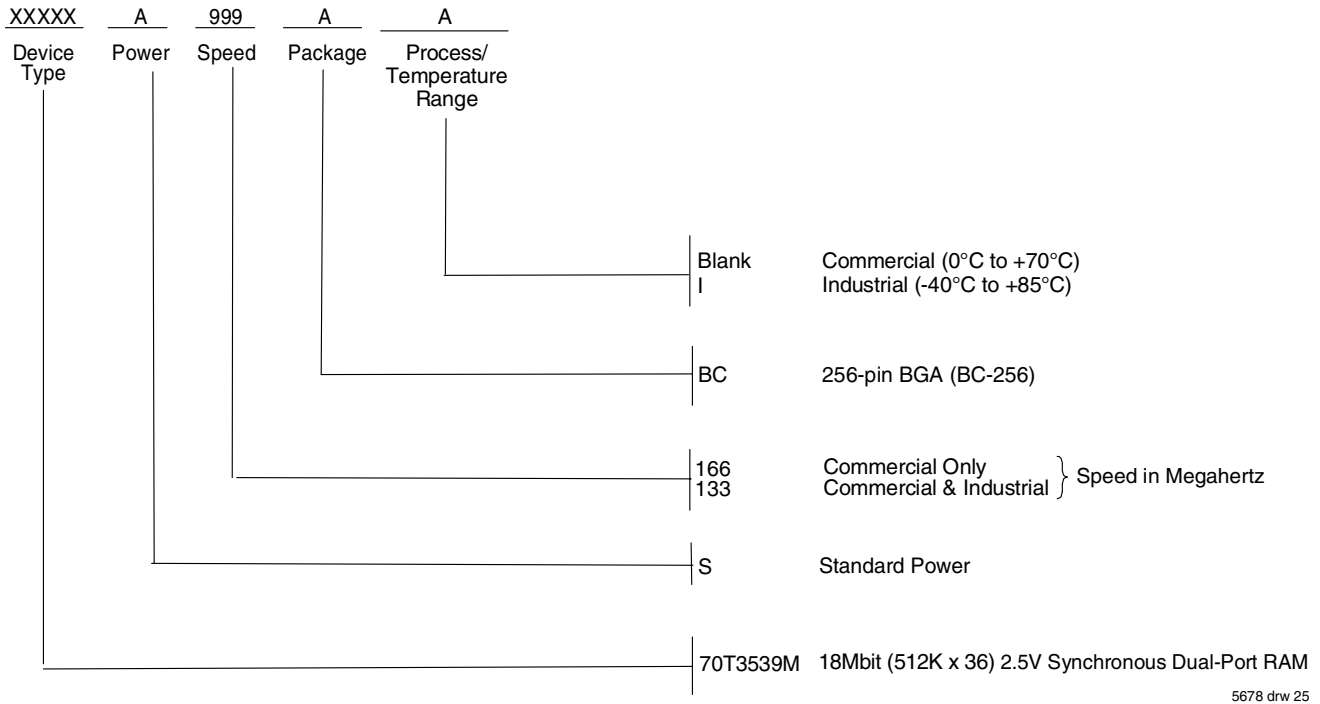 XXXXX A 999 A A
Device Type Power Speed Package Process/ Temperature Range
Blank Commercial (0°C to +70°C)
I Industrial (-40°C to +85°C)
BC 256-pin BGA (BC-256)
166 Commercial Only
133 Commercial & Industrial
Speed in Megahertz
S Standard Power
70T3539M 18Mbit (512K x 36) 2.5V Synchronous Dual-Port RAM
5678 drw 25